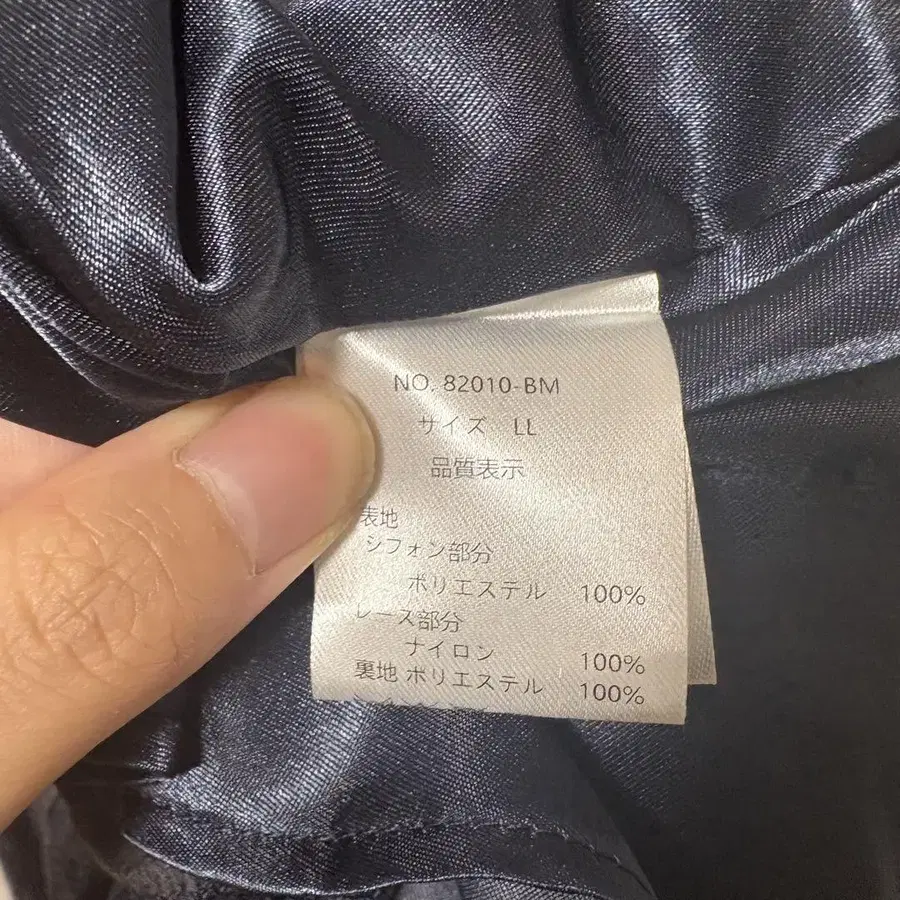 NO. 82010-BM
サイズ LL
品質表示
表地
シフォン部分
ポリエステル 100%
レース部分
ナイロン 100%
裏地 ポリエステル 100%